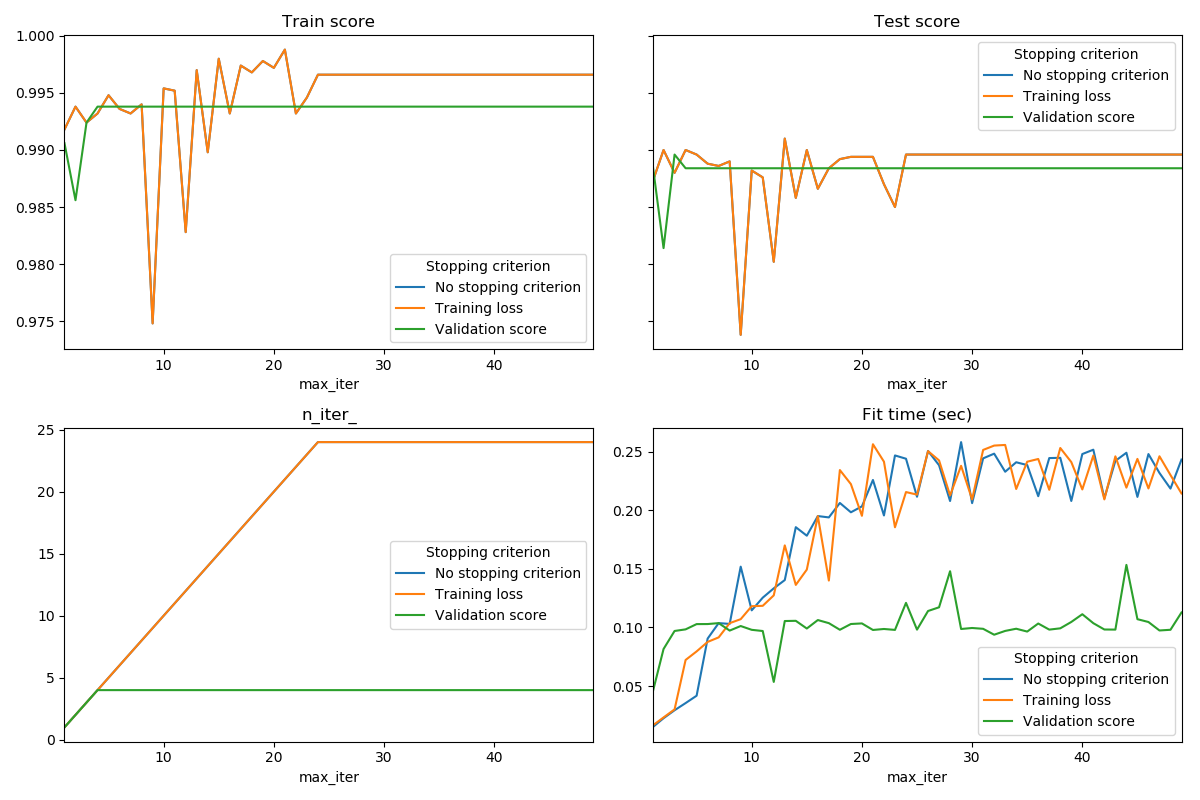 Train score
1.000
0.995
0.990
0.985
0.980
0.975
Stopping criterion
No stopping criterion
Training loss
Validation score
10 20 30 40
max_iter
Test score
Stopping criterion
No stopping criterion
Training loss
Validation score
10 20 30 40
max_iter
n_iter_
25
20
15
10
5
0
Stopping criterion
No stopping criterion
Training loss
Validation score
10 20 30 40
max_iter
Fit time (sec)
0.25
0.20
0.15
0.10
0.05
Stopping criterion
No stopping criterion
Training loss
Validation score
10 20 30 40
max_iter